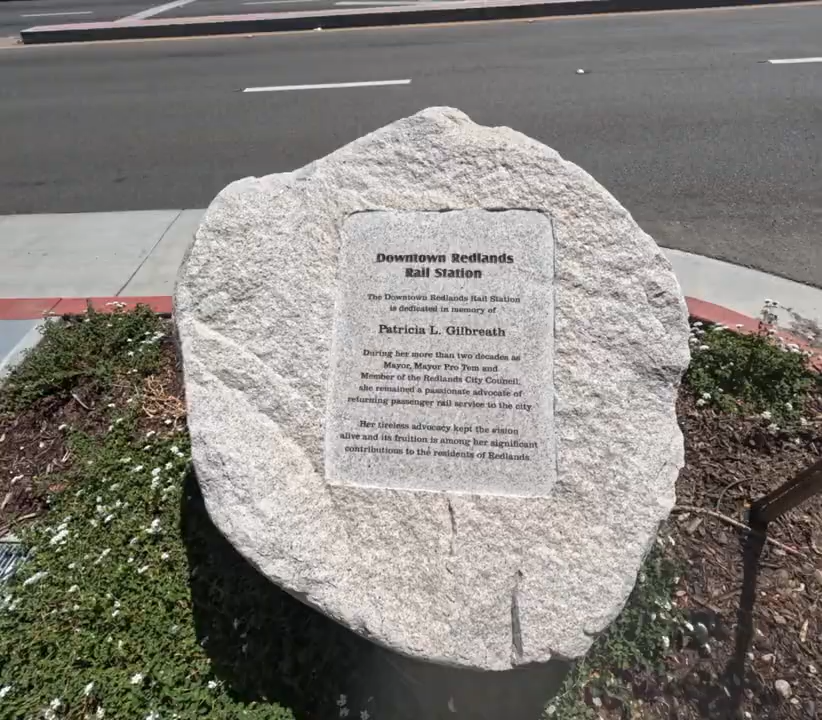 Downtown Redlands
Rail Station
The Downtown Redlands Rail Station
is dedicated in memory of
Patricia L. Gilbreath
During her more than two decades as
Mayor, Mayor Pro Tem and
Member of the Redlands City Council,
she remained a passionate advocate of
returning passenger rail service to the city.
Her tireless advocacy kept the vision
alive and its fruition is among her significant
contributions to the residents of Redlands.